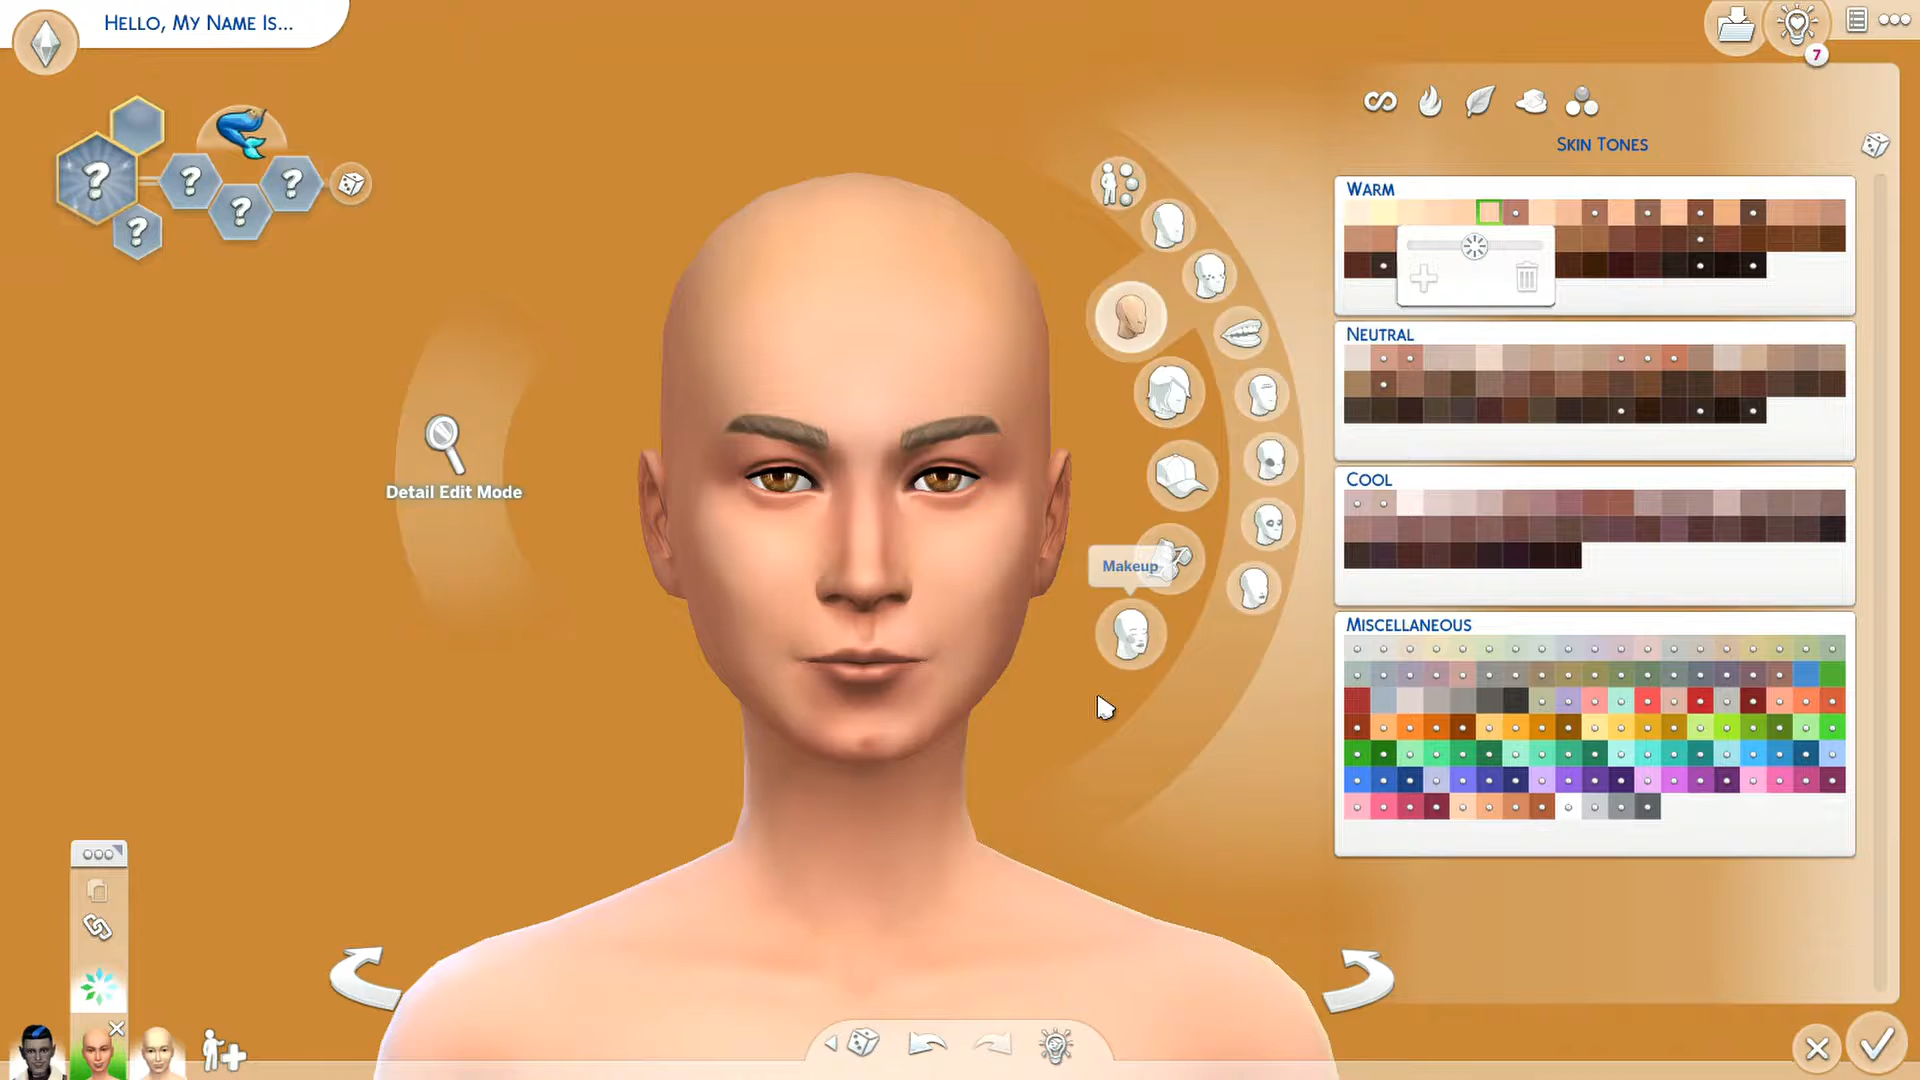 Hello, My Name Is...
7
Skin Tones
Warm
Neutral
Detail Edit Mode
Cool
Makeup
Miscellaneous